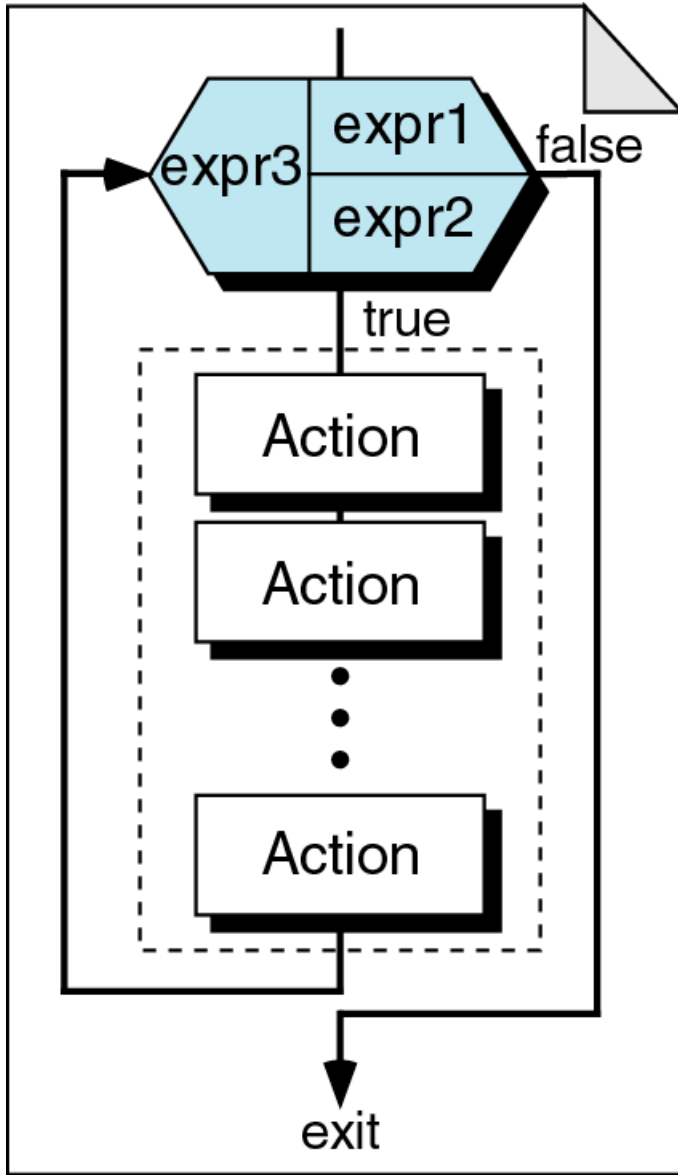 expr1
false
expr3
expr2
true
Action
Action
Action
exit